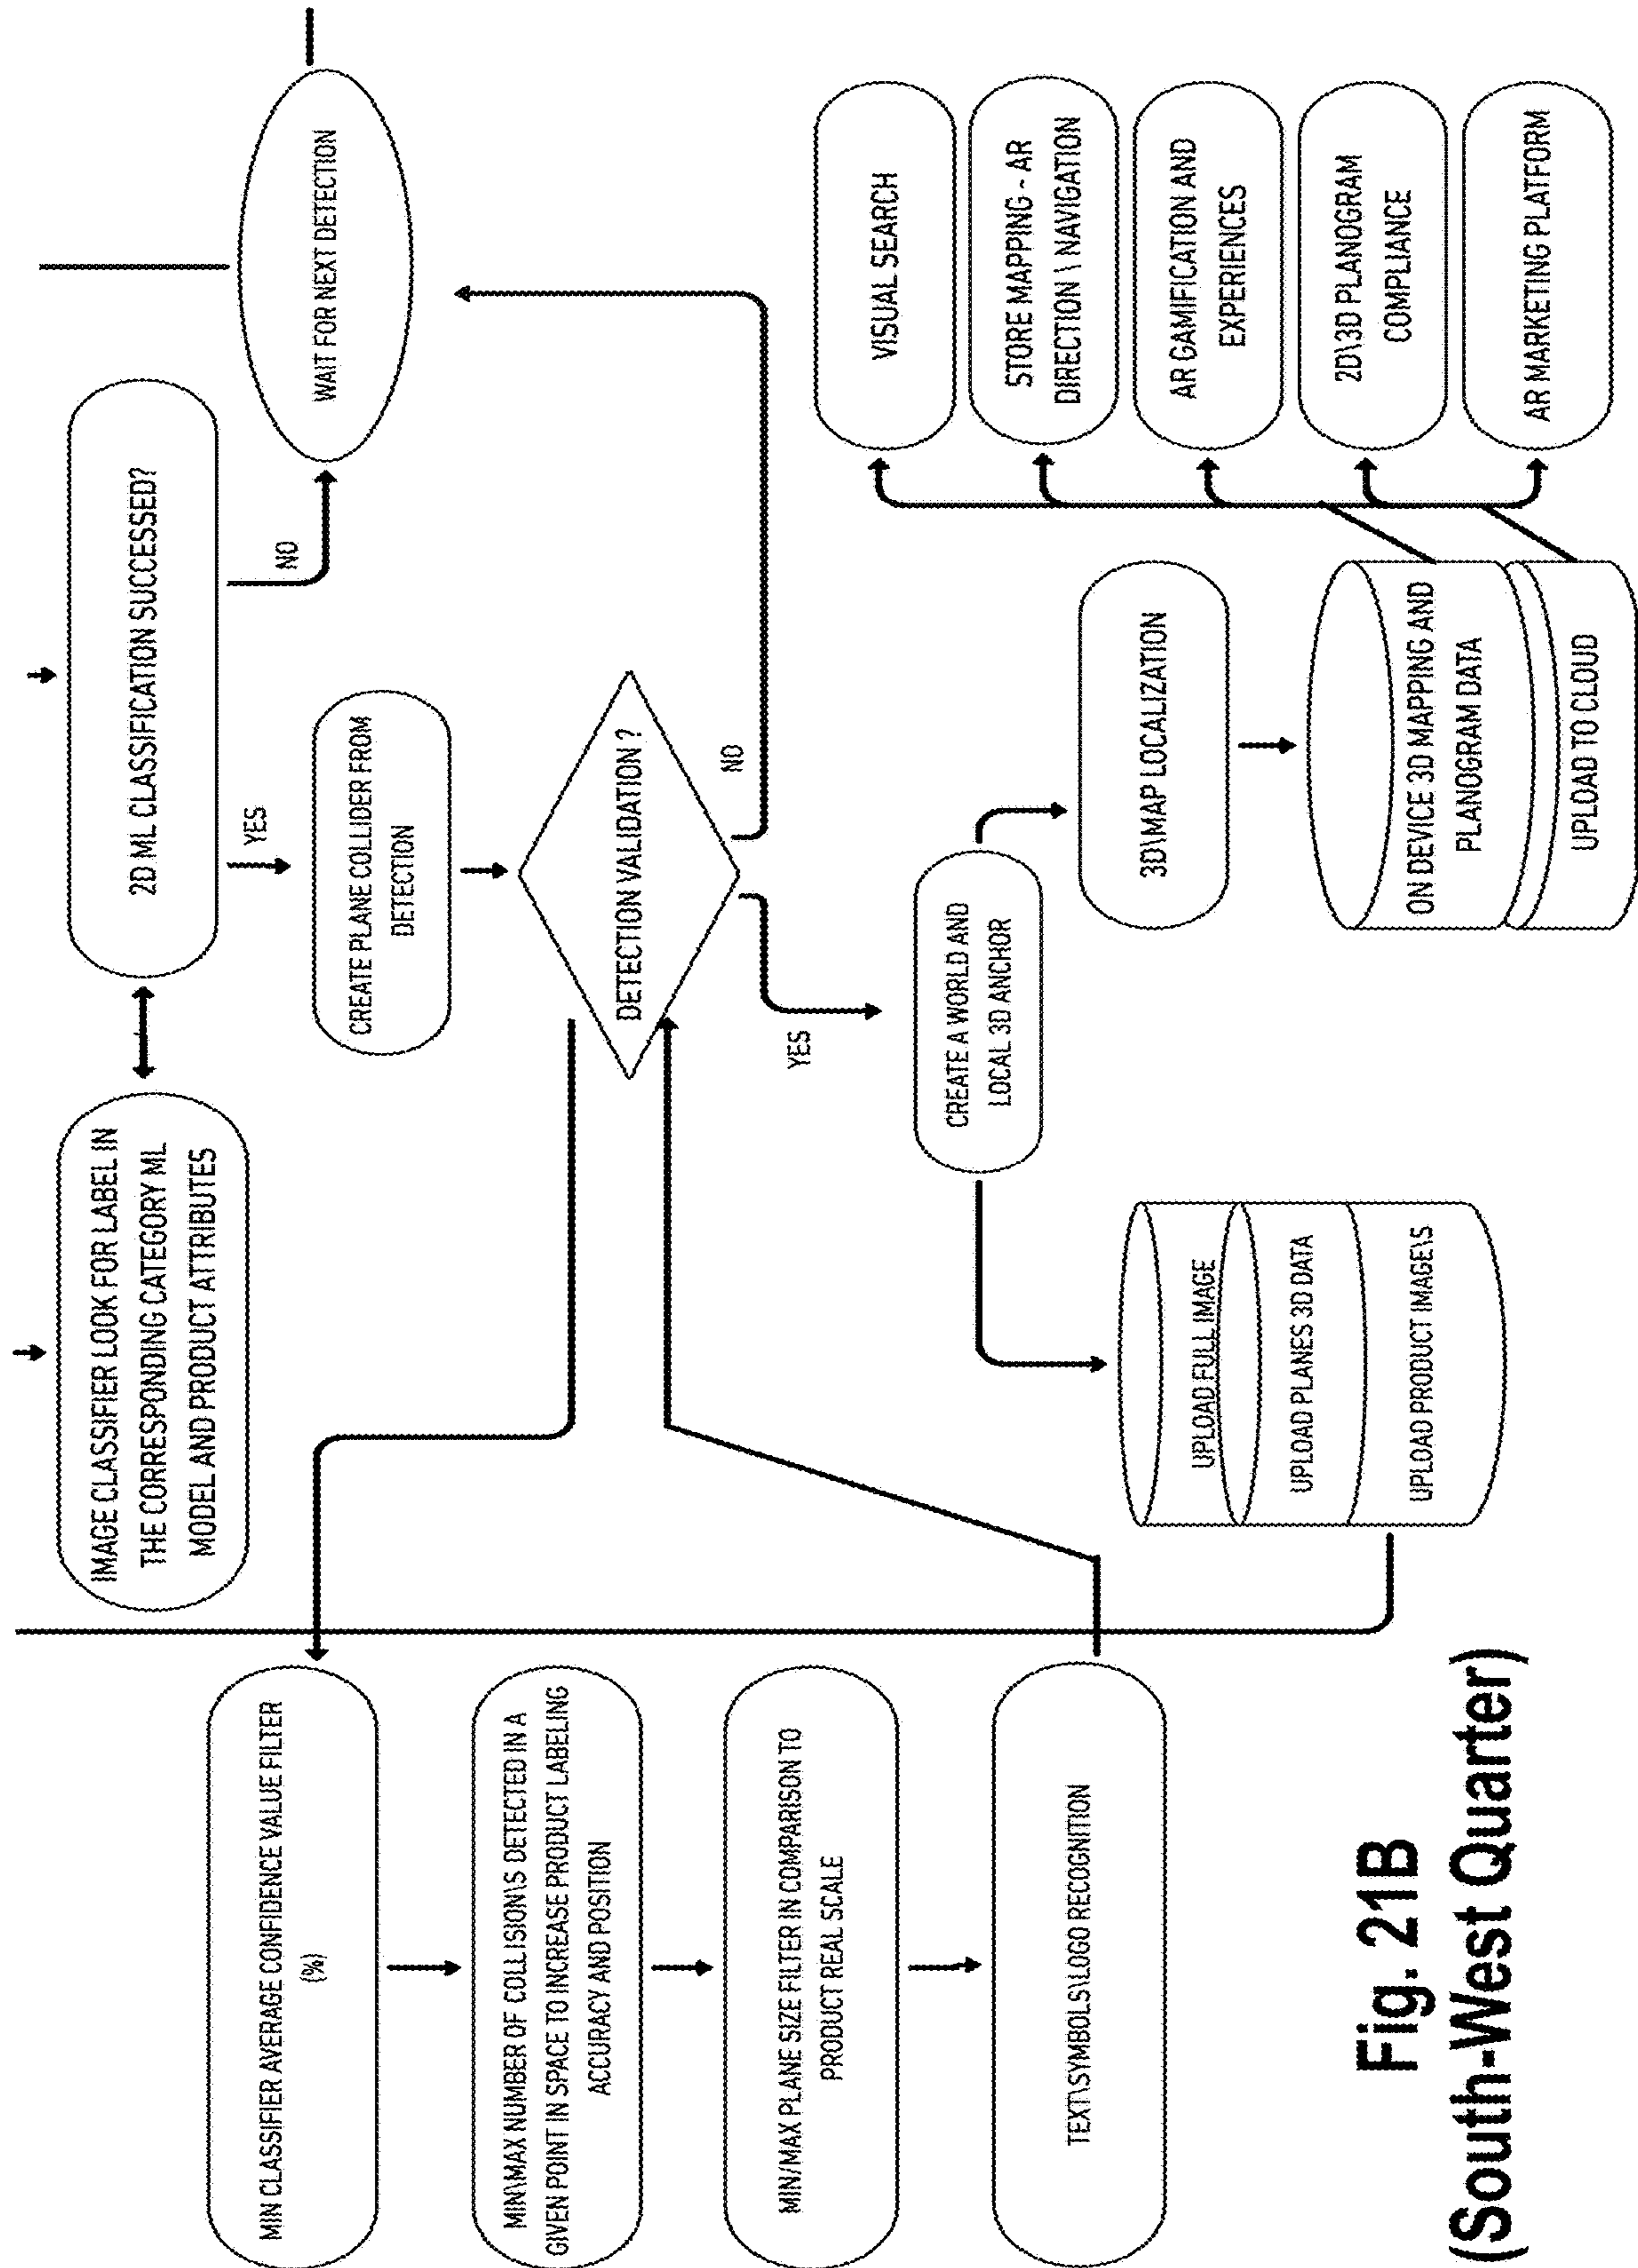 IMAGE CLASSIFIER LOOK FOR LABEL IN
THE CORRESPONDING CATEGORY ML
MODEL AND PRODUCT ATTRIBUTES
2D ML CLASSIFICATION SUCCESSED?
NO
WAIT FOR NEXT DETECTION
YES
CREATE PLANE COLLIDER FROM
DETECTION
DETECTION VALIDATION ?
NO
YES
MIN CLASSIFIER AVERAGE CONFIDENCE VALUE FILTER
(%)
MIN\MAX NUMBER OF COLLISION\S DETECTED IN A
GIVEN POINT IN SPACE TO INCREASE PRODUCT LABELING
ACCURACY AND POSITION
MIN/MAX PLANE SIZE FILTER IN COMPARISON TO
PRODUCT REAL SCALE
TEXT\SYMBOLS\LOGO RECOGNITION
CREATE A WORLD AND
LOCAL 3D ANCHOR
UPLOAD FULL IMAGE
UPLOAD PLANES 3D DATA
UPLOAD PRODUCT IMAGE\S
3D\MAP LOCALIZATION
ON DEVICE 3D MAPPING AND
PLANOGRAM DATA
UPLOAD TO CLOUD
VISUAL SEARCH
STORE MAPPING - AR
DIRECTION \ NAVIGATION
AR GAMIFICATION AND
EXPERIENCES
2D\3D PLANOGRAM
COMPLIANCE
AR MARKETING PLATFORM
Fig. 21B
(South-West Quarter)